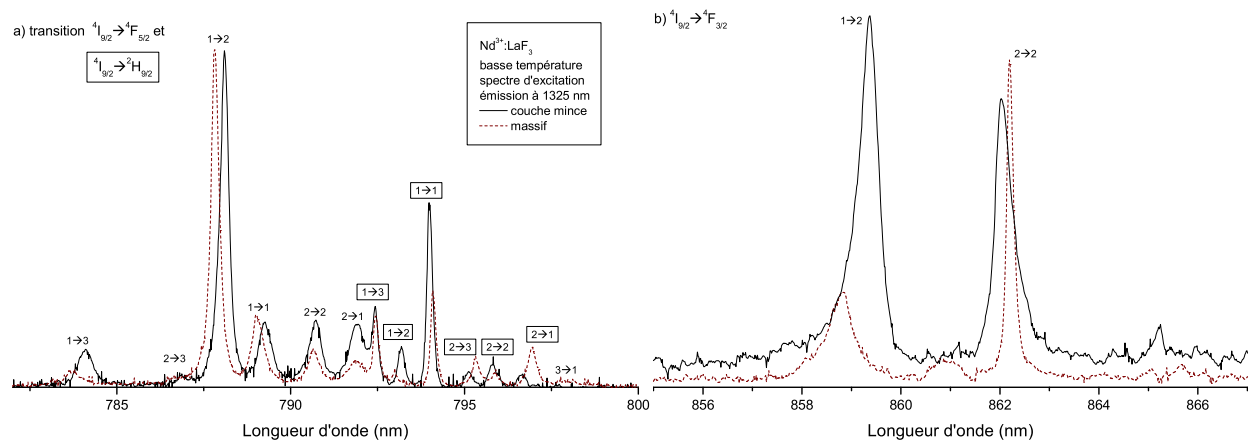 a) transition ⁴I₉/₂→⁴F₅/₂ et
⁴I₉/₂→²H₉/₂
1→2
1→3
2→3
1→1
2→2
2→1
1→3
1→2
1→1
2→3
2→2
2→1
3→1
Nd³⁺:LaF₃
basse température
spectre d'excitation
émission à 1325 nm
couche mince
massif
785
790
795
800
Longueur d'onde (nm)
b) ⁴I₉/₂→⁴F₃/₂
1→2
2→2
856
858
860
862
864
866
Longueur d'onde (nm)